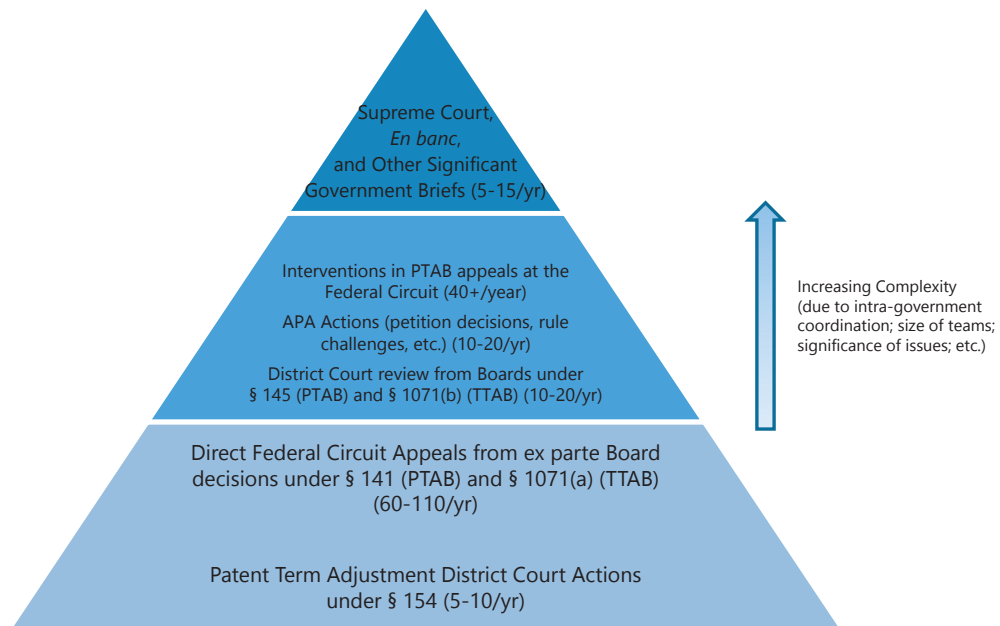 Supreme Court,
En banc,
and Other Significant
Government Briefs (5-15/yr)
Interventions in PTAB appeals at the
Federal Circuit (40+/year)
APA Actions (petition decisions, rule
challenges, etc.) (10-20/yr)
District Court review from Boards under
§ 145 (PTAB) and § 1071(b) (TTAB) (10-20/yr)
Increasing Complexity
(due to intra-government
coordination; size of teams;
significance of issues; etc.)
Direct Federal Circuit Appeals from ex parte Board
decisions under § 141 (PTAB) and § 1071(a) (TTAB)
(60-110/yr)
Patent Term Adjustment District Court Actions
under § 154 (5-10/yr)